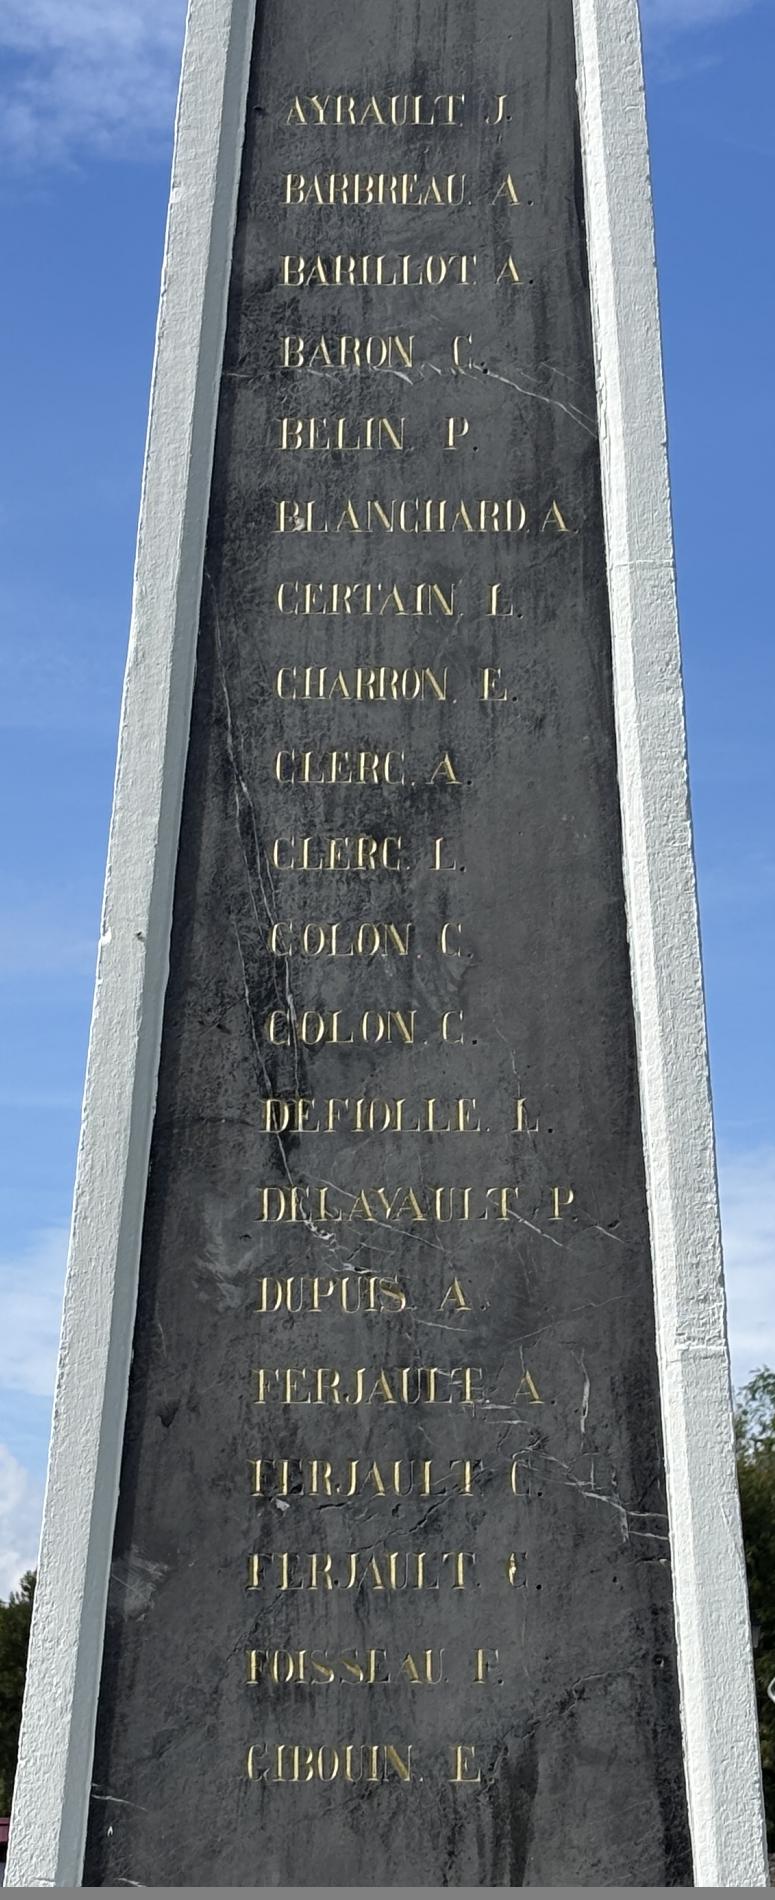 AYRAULT J.
BARBREAU. A.
BARILLOT A.
BARON C.
BELIN. P.
BLANCHARD. A.
CERTAIN. L.
CHARRON. E.
CLERC. A.
CLERC. L.
COLON. C.
COLON. C.
DEFIOLLE. L.
DELAVAULT. P.
DUPUIS. A.
FERJAULT. A.
FERJAULT C.
FERJAULT. C.
FOISSEAU F.
GIBOUIN. E.